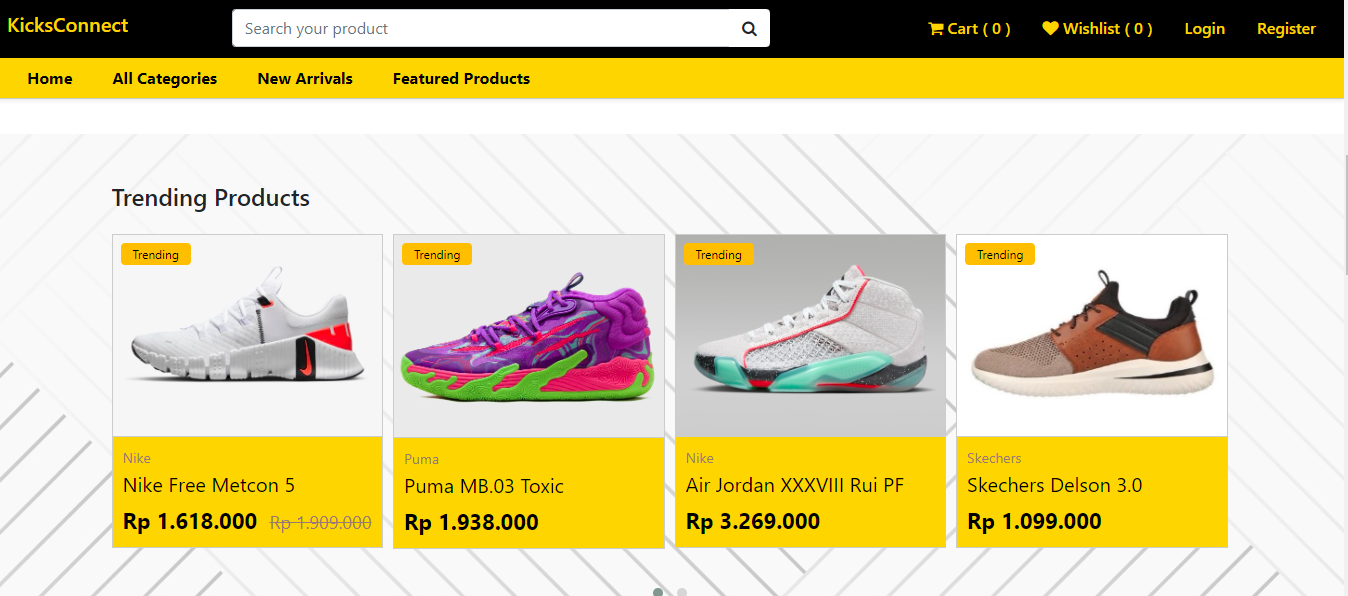 KicksConnect
Search your product
Cart ( 0 )
Wishlist ( 0 )
Login
Register
Home
All Categories
New Arrivals
Featured Products
Trending Products
Trending
Trending
Trending
Trending
Nike
Nike Free Metcon 5
Rp 1.618.000 Rp 1.909.000
Puma
Puma MB.03 Toxic
Rp 1.938.000
Nike
Air Jordan XXXVIII Rui PF
Rp 3.269.000
Skechers
Skechers Delson 3.0
Rp 1.099.000